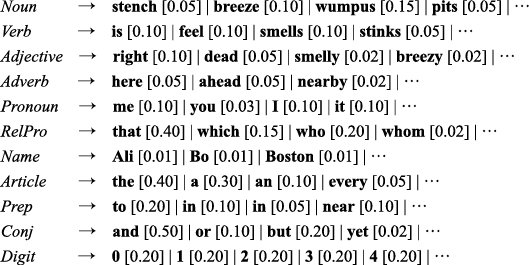 Noun → stench [0.05] | breeze [0.10] | wumpus [0.15] | pits [0.05] | ⋯
Verb → is [0.10] | feel [0.10] | smells [0.10] | stinks [0.05] | ⋯
Adjective → right [0.10] | dead [0.05] | smelly [0.02] | breezy [0.02] | ⋯
Adverb → here [0.05] | ahead [0.05] | nearby [0.02] | ⋯
Pronoun → me [0.10] | you [0.03] | I [0.10] | it [0.10] | ⋯
RelPro → that [0.40] | which [0.15] | who [0.20] | whom [0.02] | ⋯
Name → Ali [0.01] | Bo [0.01] | Boston [0.01] | ⋯
Article → the [0.40] | a [0.30] | an [0.10] | every [0.05] | ⋯
Prep → to [0.20] | in [0.10] | in [0.05] | near [0.10] | ⋯
Conj → and [0.50] | or [0.10] | but [0.20] | yet [0.02] | ⋯
Digit → 0 [0.20] | 1 [0.20] | 2 [0.20] | 3 [0.20] | 4 [0.20] | ⋯